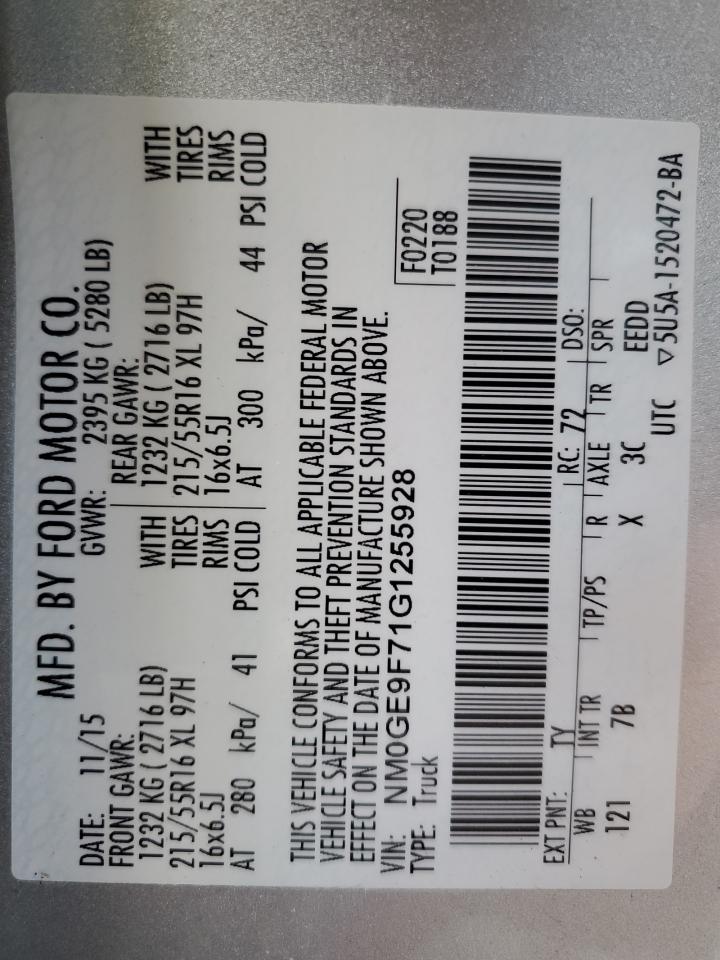 MFD. BY FORD MOTOR CO.
DATE: 11/15 GVWR: 2395 KG ( 5280 LB)
FRONT GAWR: REAR GAWR:
1232 KG ( 2716 LB) WITH 1232 KG ( 2716 LB) WITH
215/55R16 XL 97H TIRES 215/55R16 XL 97H TIRES
16x6.5J RIMS 16x6.5J RIMS
AT 280 kPa/ 41 PSI COLD AT 300 kPa/ 44 PSI COLD
THIS VEHICLE CONFORMS TO ALL APPLICABLE FEDERAL MOTOR
VEHICLE SAFETY AND THEFT PREVENTION STANDARDS IN
EFFECT ON THE DATE OF MANUFACTURE SHOWN ABOVE.
VIN: NM0GE9F71G1255928 F0220
TYPE: Truck T0188
EXT PNT: TY RC: 72 DSO:
WB INT TR TP/PS R AXLE TR SPR
121 7B X 3C EEDD
UTC ▽5U5A-1520472-BA